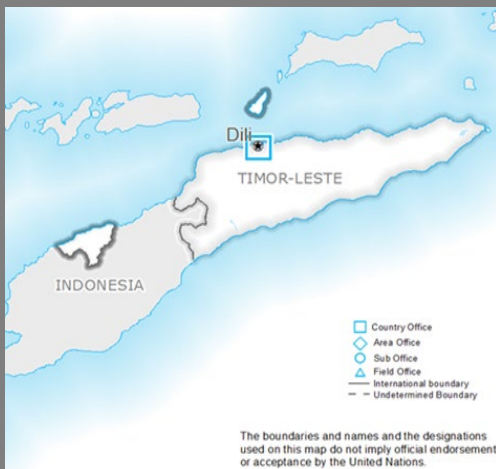 Dili
TIMOR-LESTE
INDONESIA
Country Office
Area Office
Sub Office
Field Office
International boundary
Undetermined Boundary
The boundaries and names and the designations
used on this map do not imply official endorsement
or acceptance by the United Nations.